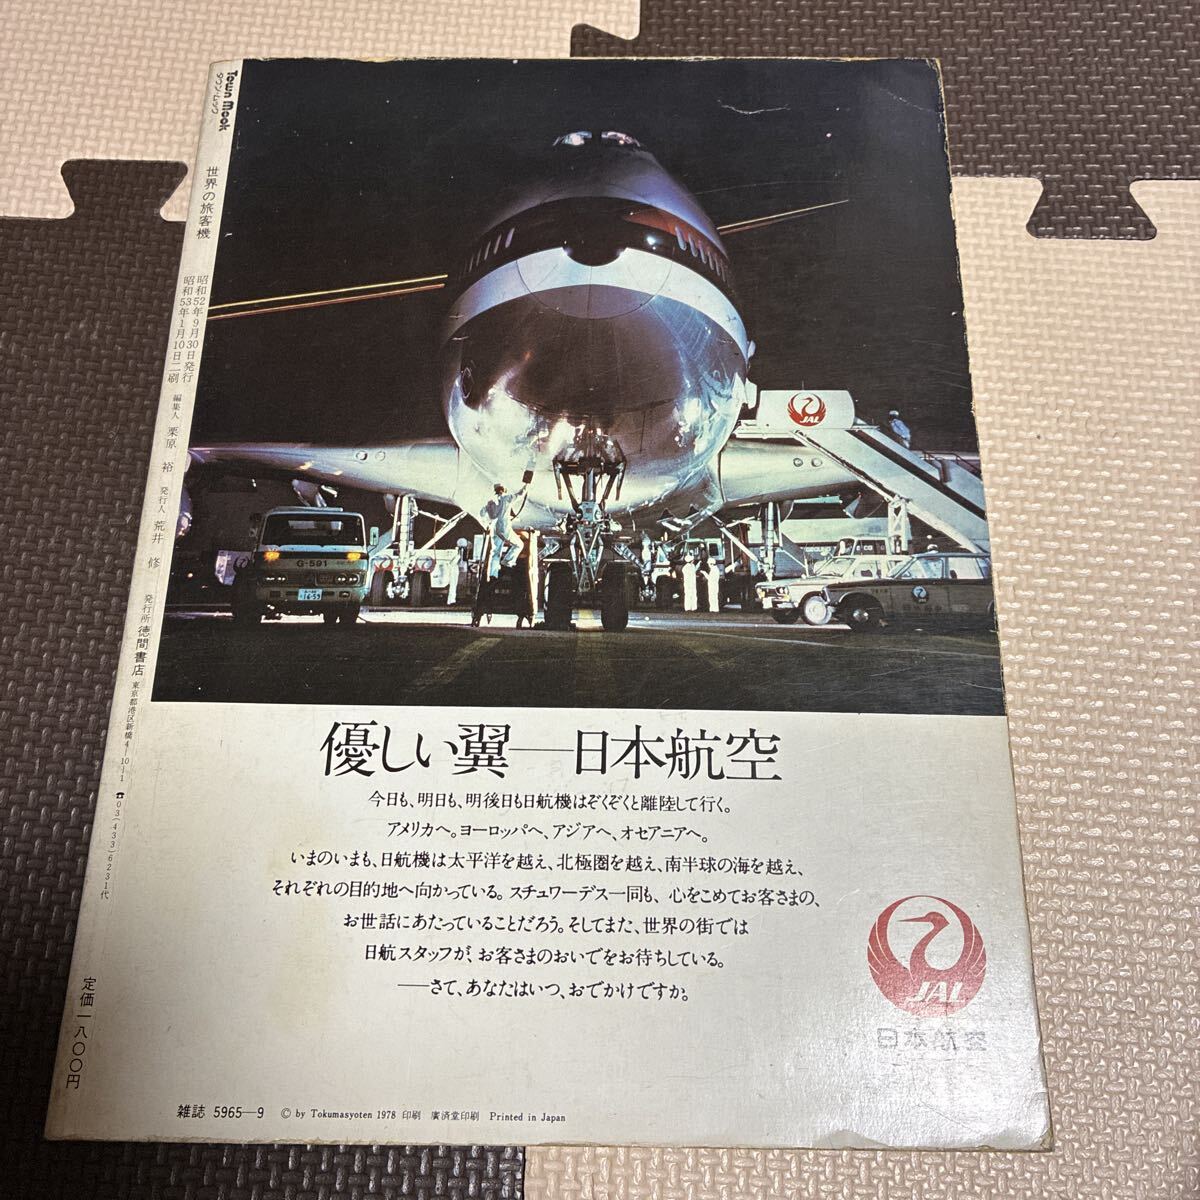 Town Mook
タウン・ムック
世界の旅客機
昭和52年9月30日発行
昭和53年1月10日二刷
編集人 栗原 裕
発行人 荒井 修
発行所 徳間書店
東京都港区新橋4―10―1
☎03(433)6231代
定価一八〇〇円
JAL
G-591
16-59
優しい翼──日本航空
今日も、明日も、明後日も日航機はぞくぞくと離陸して行く。
アメリカへ。ヨーロッパへ、アジアへ、オセアニアへ。
いまのいまも、日航機は太平洋を越え、北極圏を越え、南半球の海を越え、
それぞれの目的地へ向かっている。スチュワーデス一同も、心をこめてお客さまの、
お世話にあたっていることだろう。そしてまた、世界の街では
日航スタッフが、お客さまのおいでをお待ちしている。
──さて、あなたはいつ、おでかけですか。
JAL
日本航空
雑誌 5965―9 © by Tokumasyoten 1978 印刷 廣済堂印刷 Printed in Japan